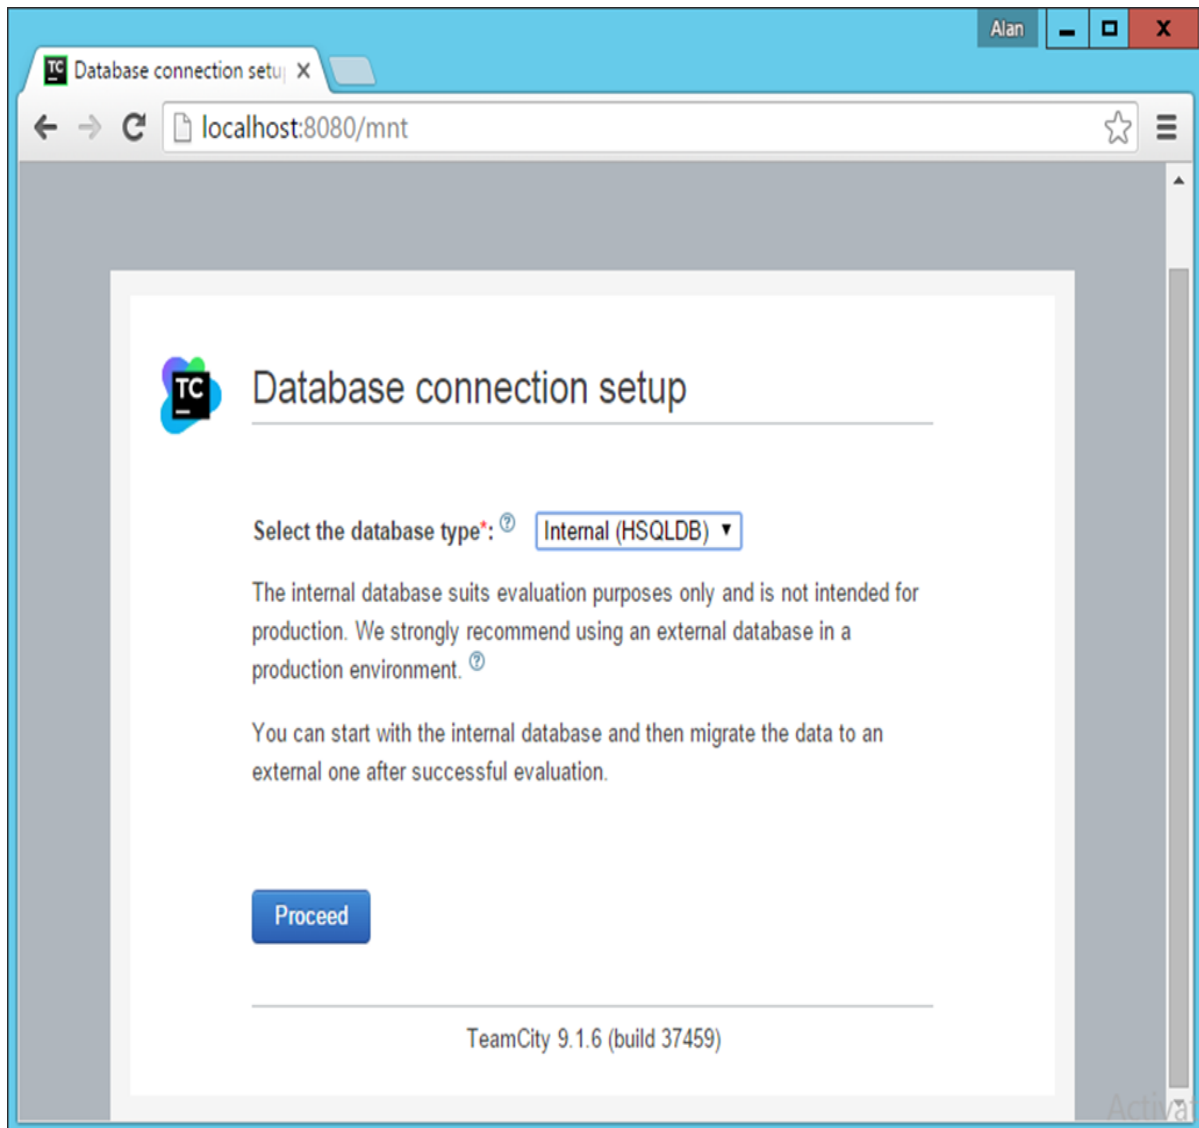 Alan
TC Database connection setu
localhost:8080/mnt
TC
Database connection setup
Select the database type*: ? Internal (HSQLDB)
The internal database suits evaluation purposes only and is not intended for
production. We strongly recommend using an external database in a
production environment. ?
You can start with the internal database and then migrate the data to an
external one after successful evaluation.
Proceed
TeamCity 9.1.6 (build 37459)
Activat